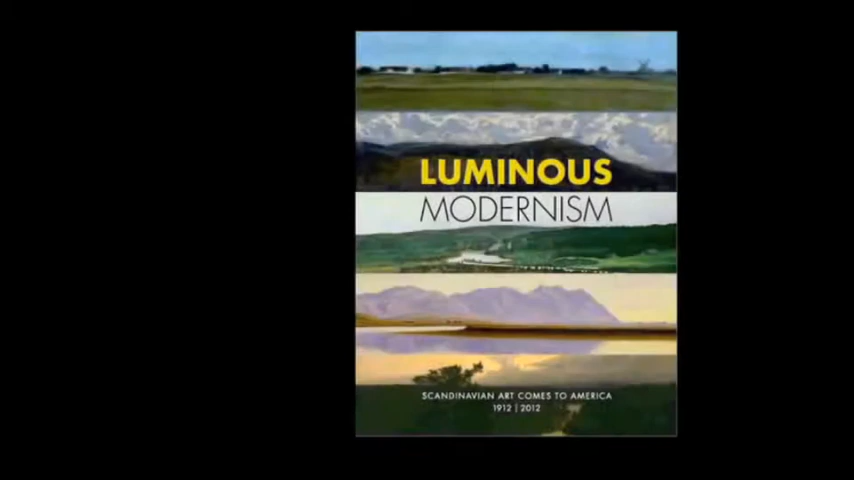 LUMINOUS
MODERNISM
SCANDINAVIAN ART COMES TO AMERICA
1912 | 2012